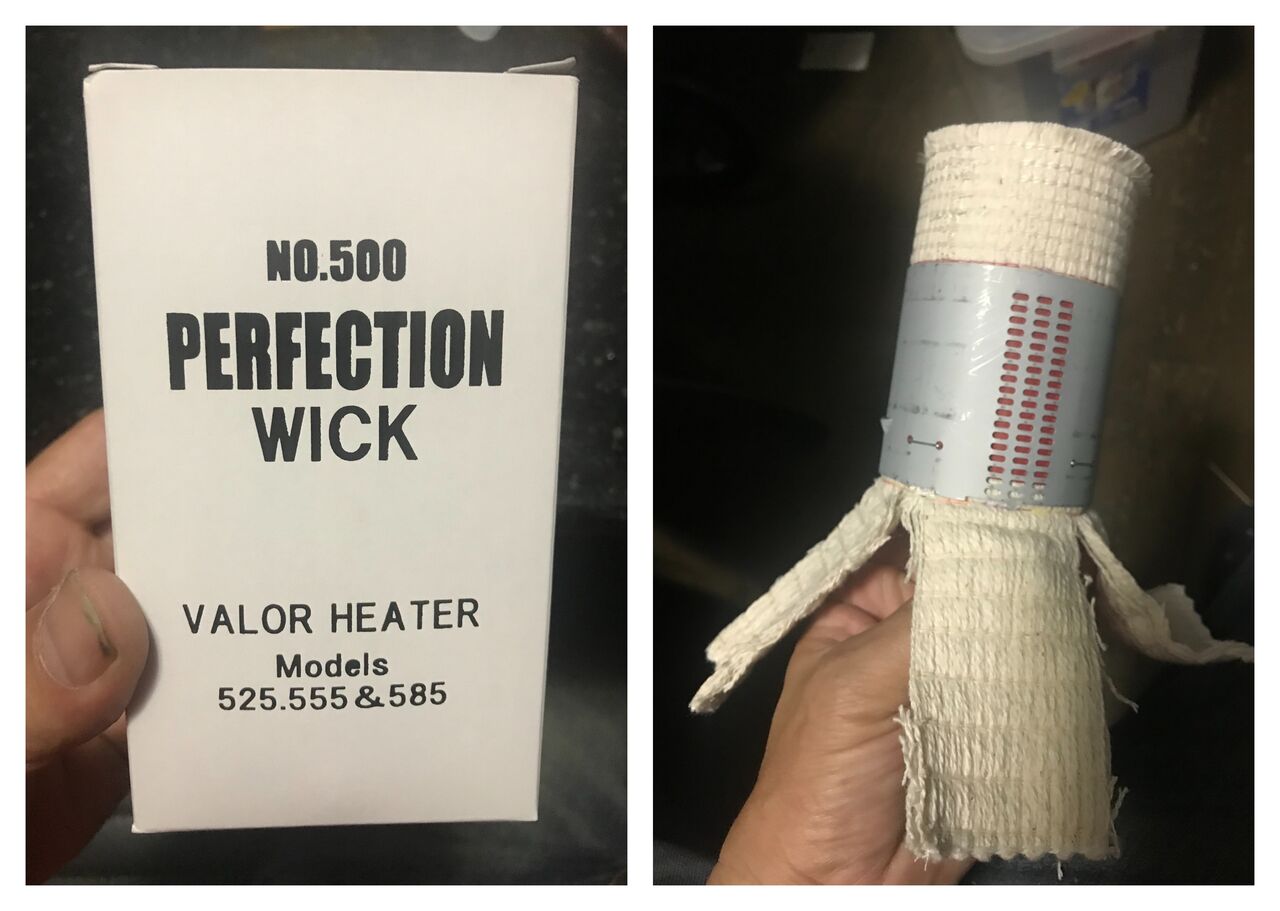 NO.500
PERFECTION
WICK
VALOR HEATER
Models
525.555&585